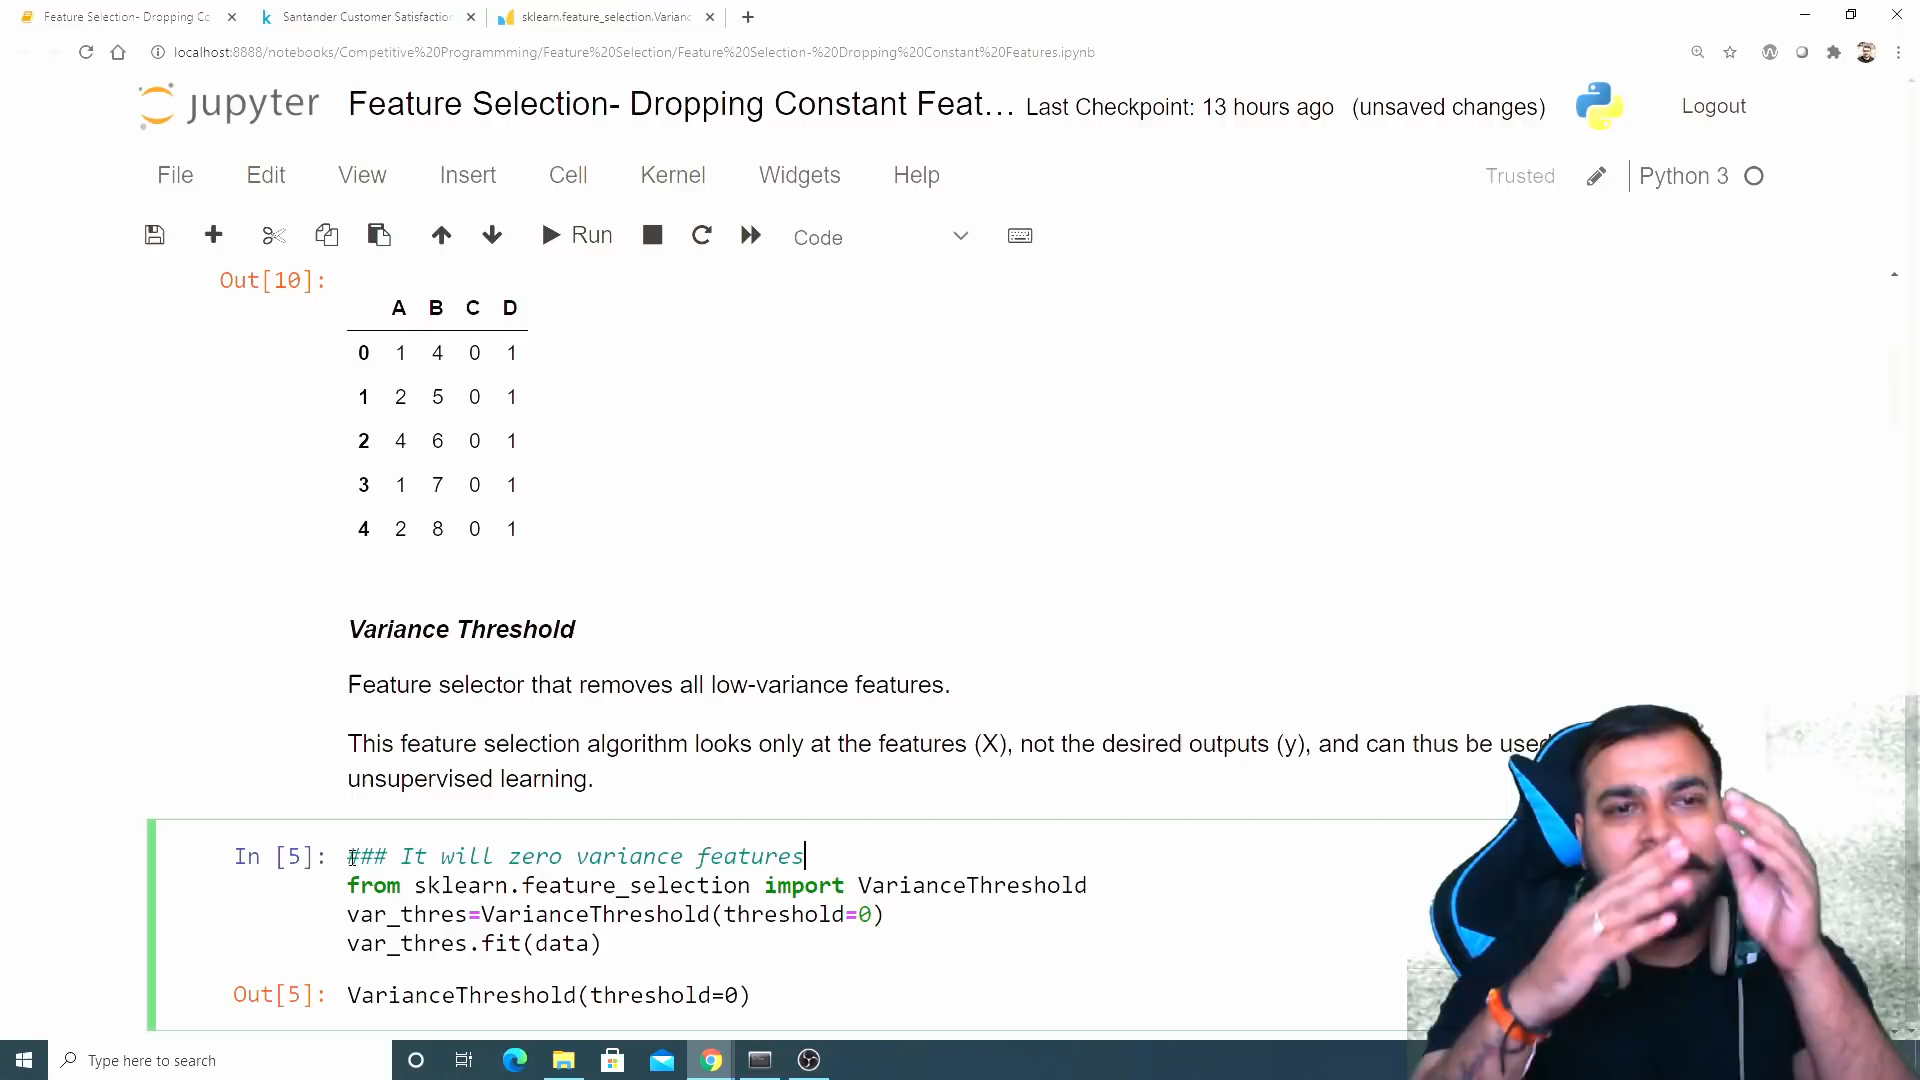 Feature Selection- Dropping Co
Santander Customer Satisfaction
sklearn.feature_selection.Varianc
localhost:8888/notebooks/Competitive%20Programmming/Feature%20Selection/Feature%20Selection-%20Dropping%20Constant%20Features.ipynb
jupyter Feature Selection- Dropping Constant Feat... Last Checkpoint: 13 hours ago (unsaved changes) Logout
File Edit View Insert Cell Kernel Widgets Help Trusted Python 3
Run Code
Out[10]:
A B C D
0 1 4 0 1
1 2 5 0 1
2 4 6 0 1
3 1 7 0 1
4 2 8 0 1
Variance Threshold
Feature selector that removes all low-variance features.
This feature selection algorithm looks only at the features (X), not the desired outputs (y), and can thus be used
unsupervised learning.
In [5]: ### It will zero variance features
from sklearn.feature_selection import VarianceThreshold
var_thres=VarianceThreshold(threshold=0)
var_thres.fit(data)
Out[5]: VarianceThreshold(threshold=0)
Type here to search